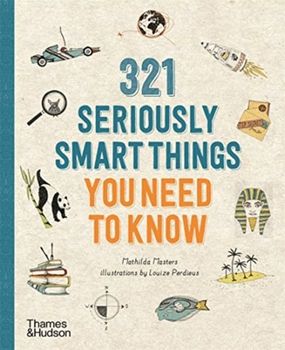 321
SERIOUSLY
SMART THINGS
YOU NEED
TO KNOW
Mathilda Masters
illustrations by Louize Perdieus
Thames&
Hudson